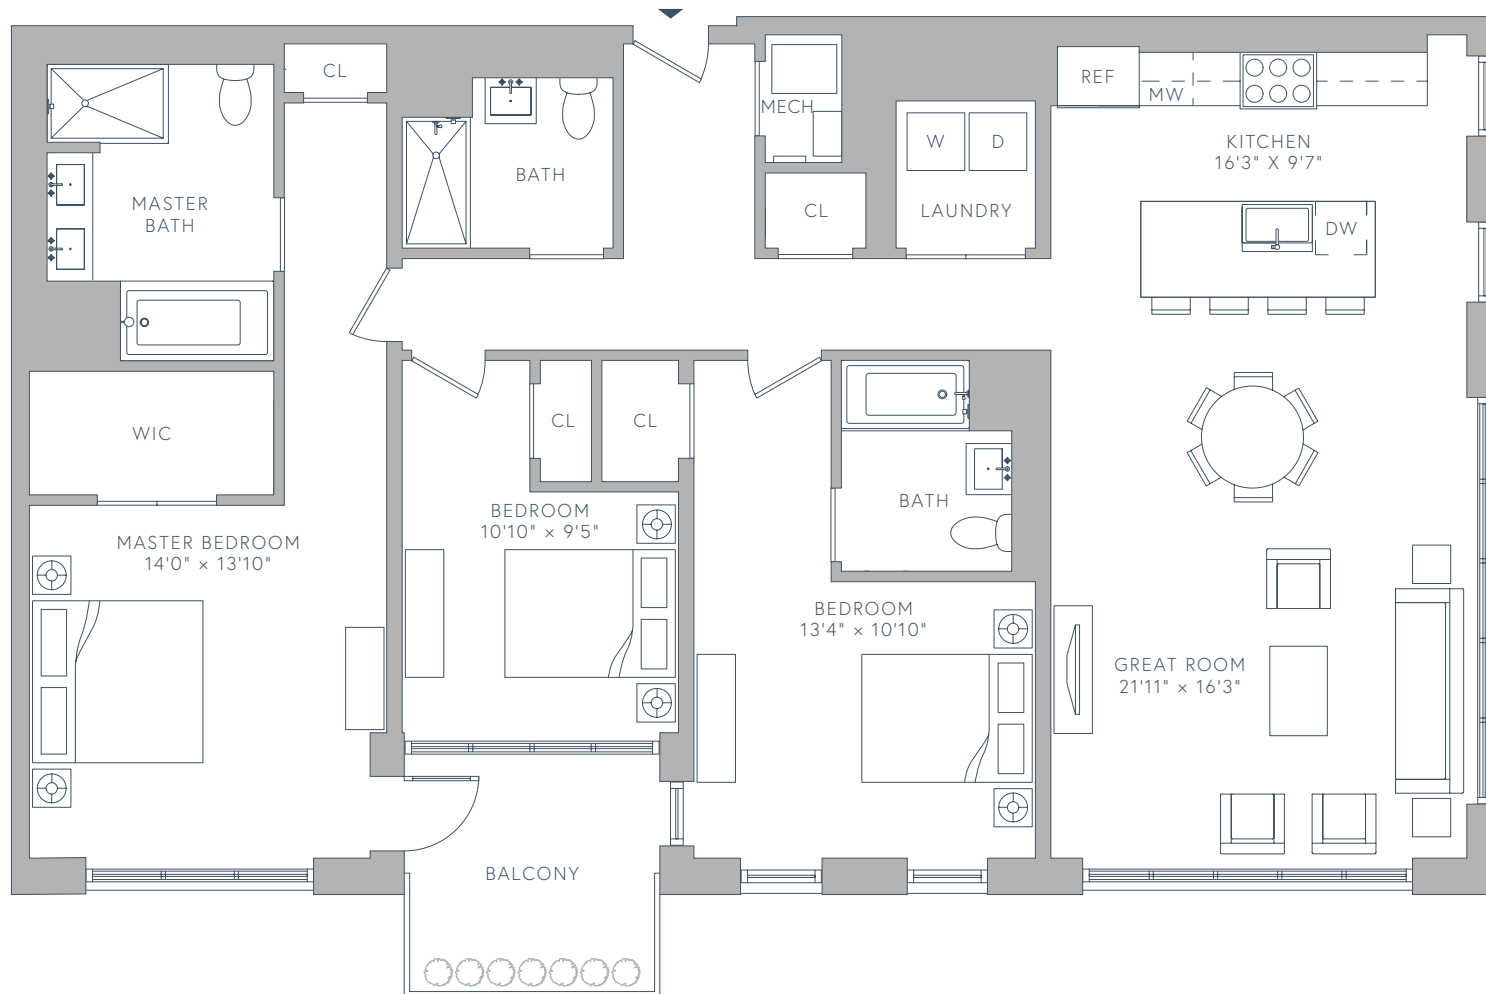 CL
REF
MW
MECH
KITCHEN
16'3" X 9'7"
W
D
BATH
MASTER
BATH
CL
LAUNDRY
DW
CL
CL
WIC
BATH
BEDROOM
10'10" × 9'5"
MASTER BEDROOM
14'0" × 13'10"
BEDROOM
13'4" × 10'10"
GREAT ROOM
21'11" × 16'3"
BALCONY